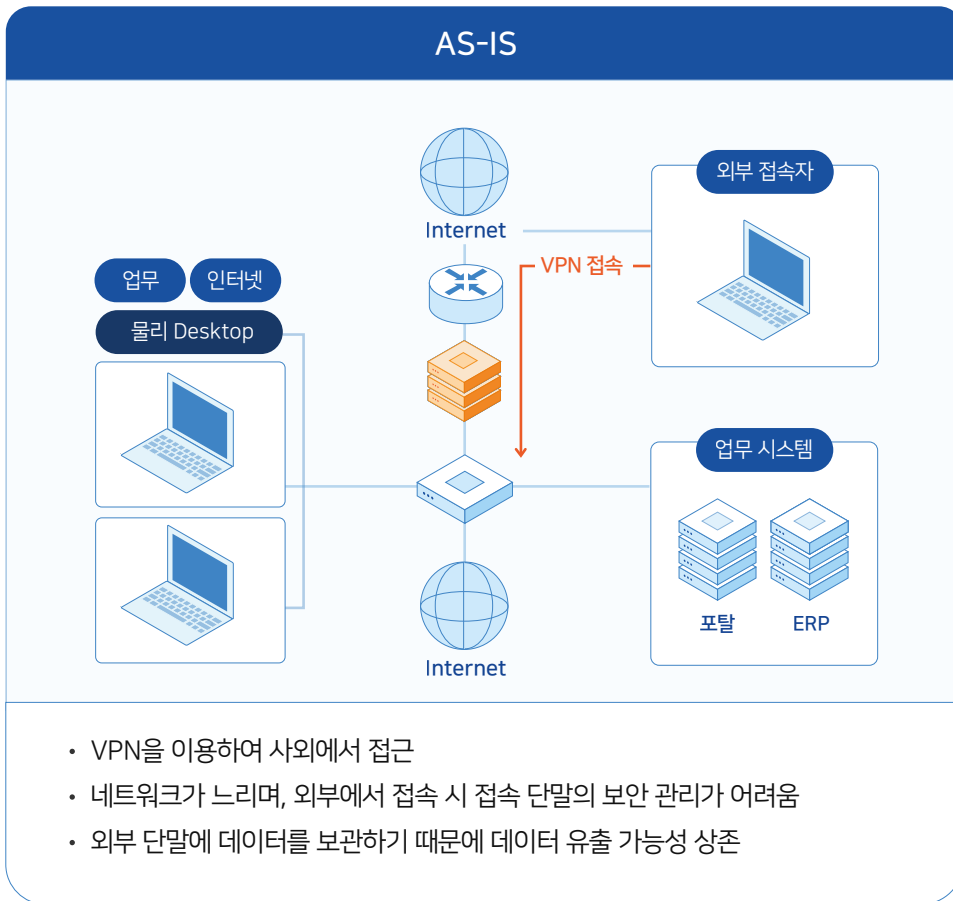 AS-IS
Internet
외부 접속자
VPN 접속
업무
인터넷
물리 Desktop
업무 시스템
포탈
ERP
Internet
• VPN을 이용하여 사외에서 접근
• 네트워크가 느리며, 외부에서 접속 시 접속 단말의 보안 관리가 어려움
• 외부 단말에 데이터를 보관하기 때문에 데이터 유출 가능성 상존